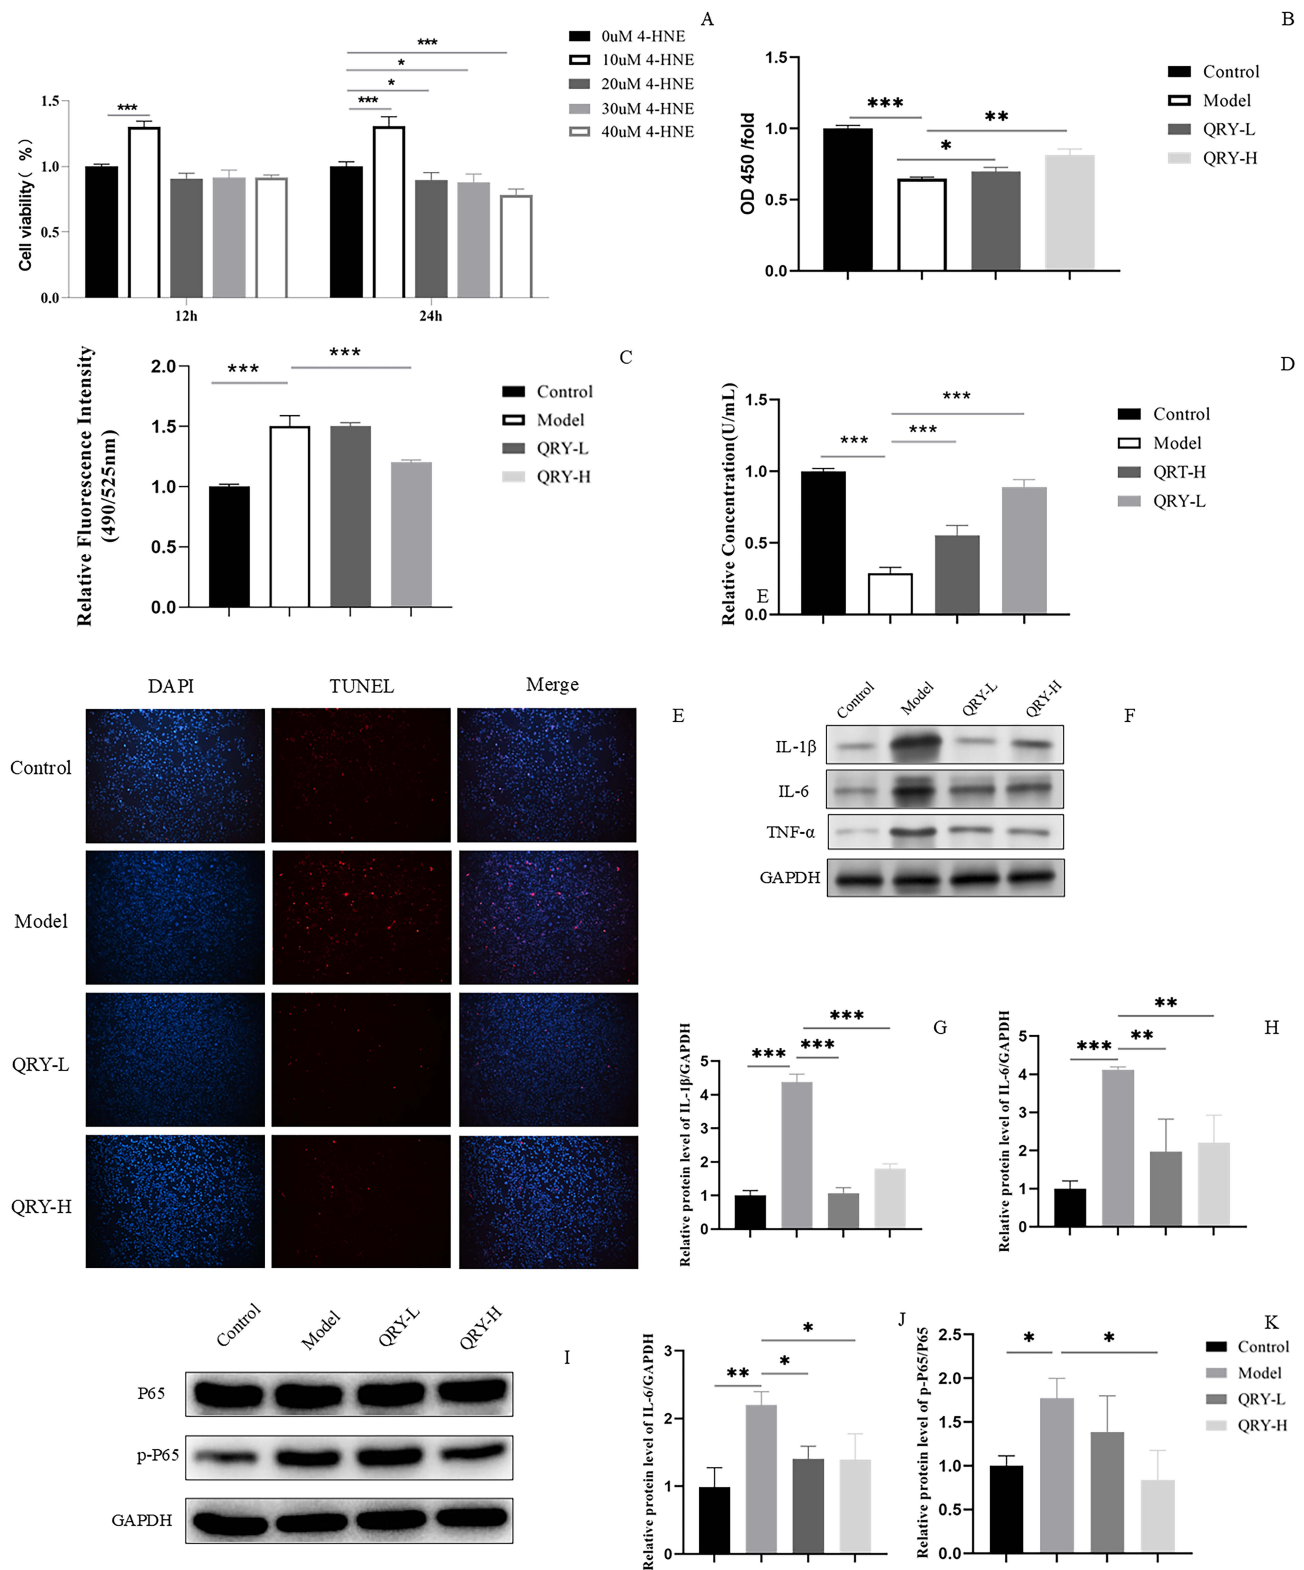 A
0uM 4-HNE
10uM 4-HNE
20uM 4-HNE
30uM 4-HNE
40uM 4-HNE
***
*
*
***
***
1.5
1.0
0.5
0.0
Cell viability( %)
12h
24h
B
Control
Model
QRY-L
QRY-H
***
**
*
1.5
1.0
0.5
0.0
OD 450 /fold
C
Control
Model
QRY-L
QRY-H
***
***
2.0
1.5
1.0
0.5
0.0
Relative Fluorescence Intensity
(490/525nm)
D
Control
Model
QRT-H
QRY-L
***
***
***
1.5
1.0
0.5
0.0
Relative Concentration(U/mL)
E
DAPI
TUNEL
Merge
E
Control
Model
QRY-L
QRY-H
Control
Model
QRY-L
QRY-H
F
IL-1β
IL-6
TNF-α
GAPDH
G
***
***
***
5
4
3
2
1
0
Relative protein level of IL-1β/GAPDH
H
**
***
**
5
4
3
2
1
0
Relative protein level of IL-6/GAPDH
Control
Model
QRY-L
QRY-H
I
P65
p-P65
GAPDH
J
*
**
*
3
2
1
0
Relative protein level of IL-6/GAPDH
K
Control
Model
QRY-L
QRY-H
*
*
2.5
2.0
1.5
1.0
0.5
0.0
Relative protein level of p-P65/P65